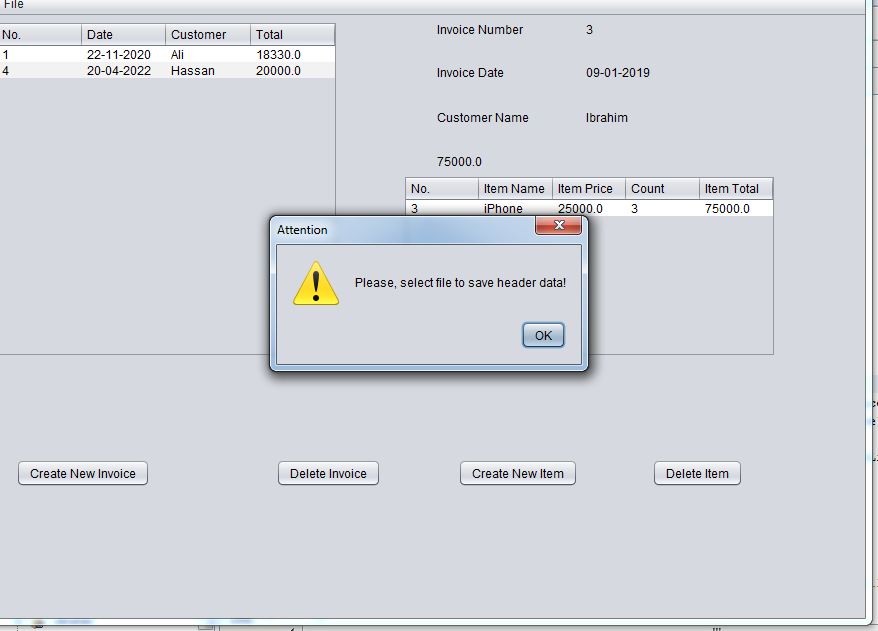 File
No. Date Customer Total
1 22-11-2020 Ali 18330.0
4 20-04-2022 Hassan 20000.0
Invoice Number 3
Invoice Date 09-01-2019
Customer Name Ibrahim
75000.0
No. Item Name Item Price Count Item Total
3 iPhone 25000.0 3 75000.0
Attention
Please, select file to save header data!
OK
Create New Invoice Delete Invoice Create New Item Delete Item